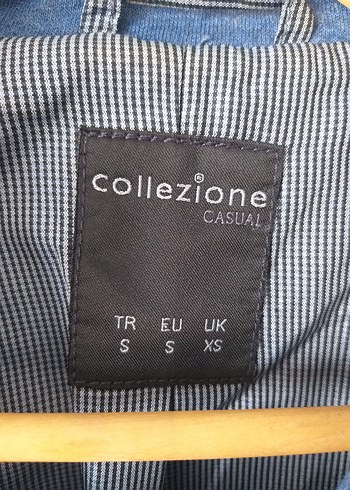 collezione®
CASUAL
TR EU UK
S S XS